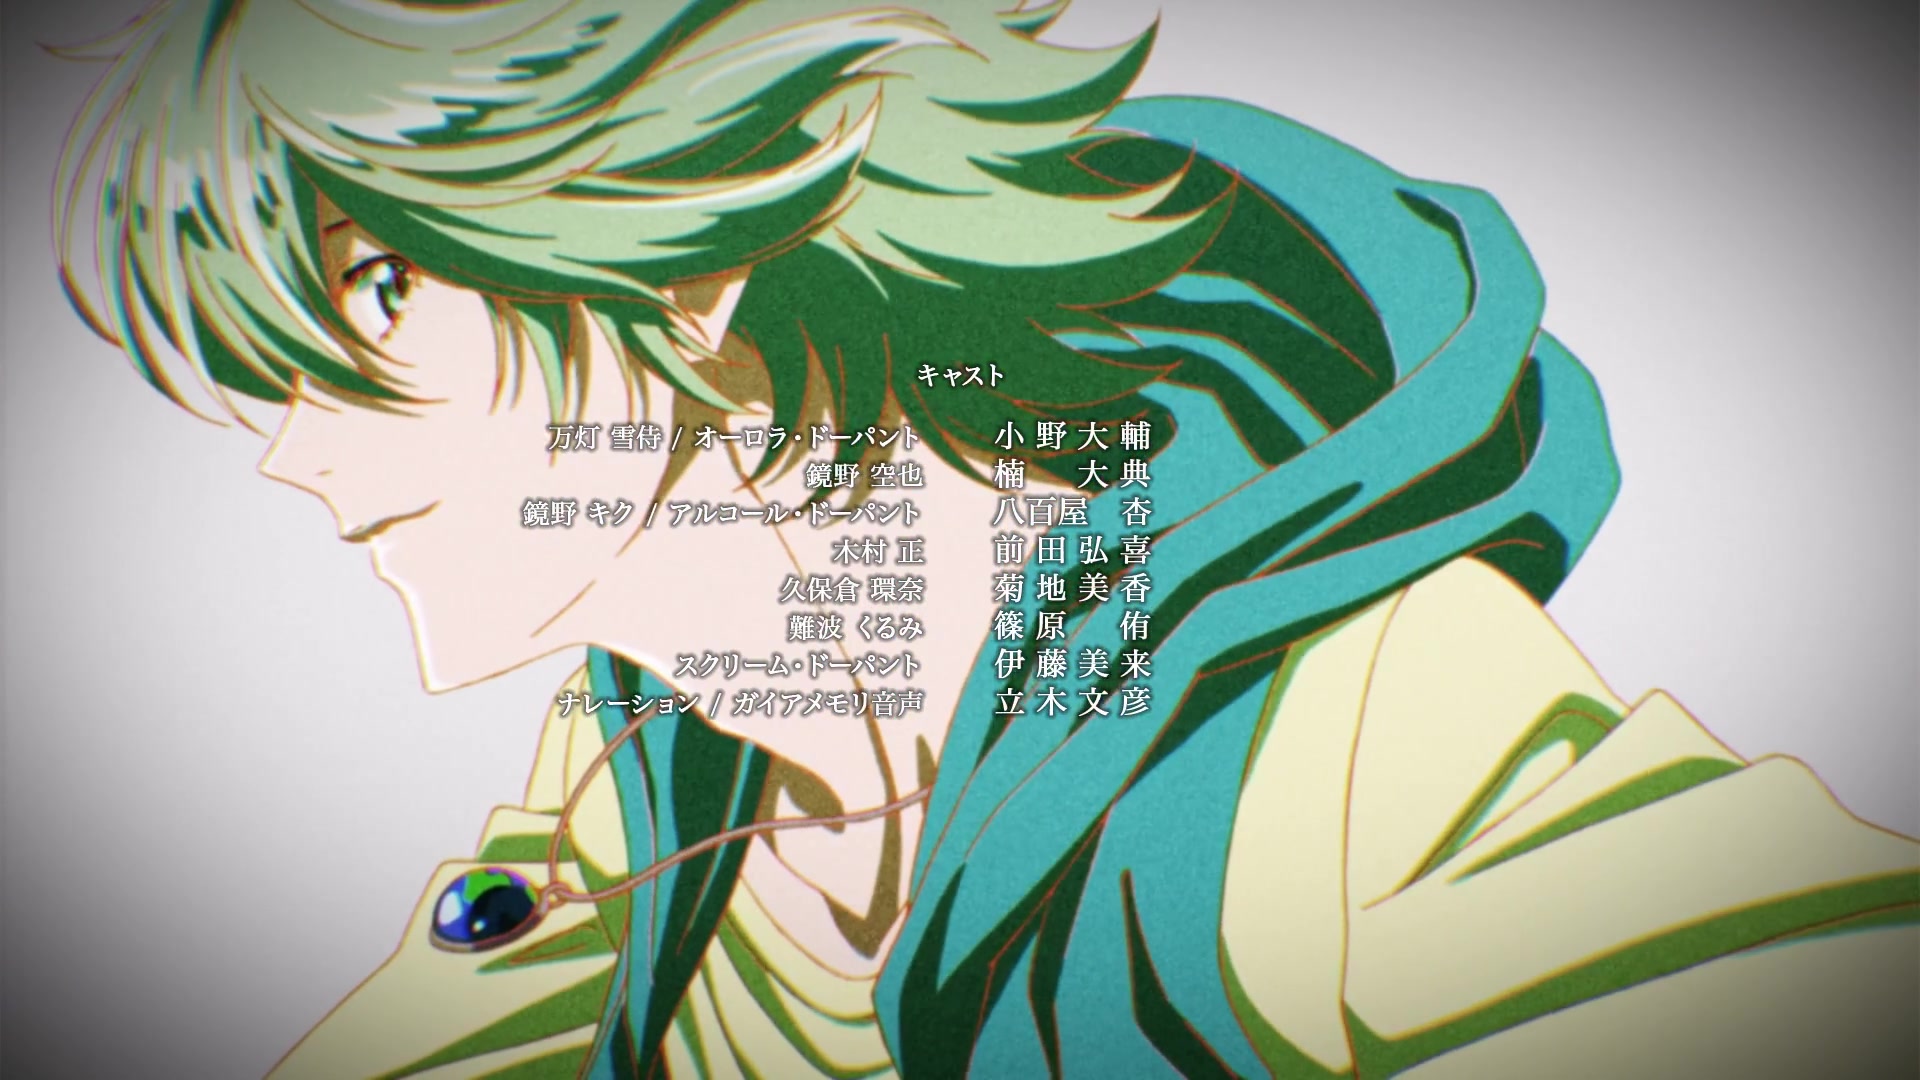 キャスト
万灯 雪侍 / オーロラ・ドーパント 小野大輔
鏡野 空也 楠 大典
鏡野 キク / アルコール・ドーパント 八百屋 杏
木村 正 前田弘喜
久保倉 環奈 菊地美香
難波 くるみ 篠原 侑
スクリーム・ドーパント 伊藤美来
ナレーション / ガイアメモリ音声 立木文彦